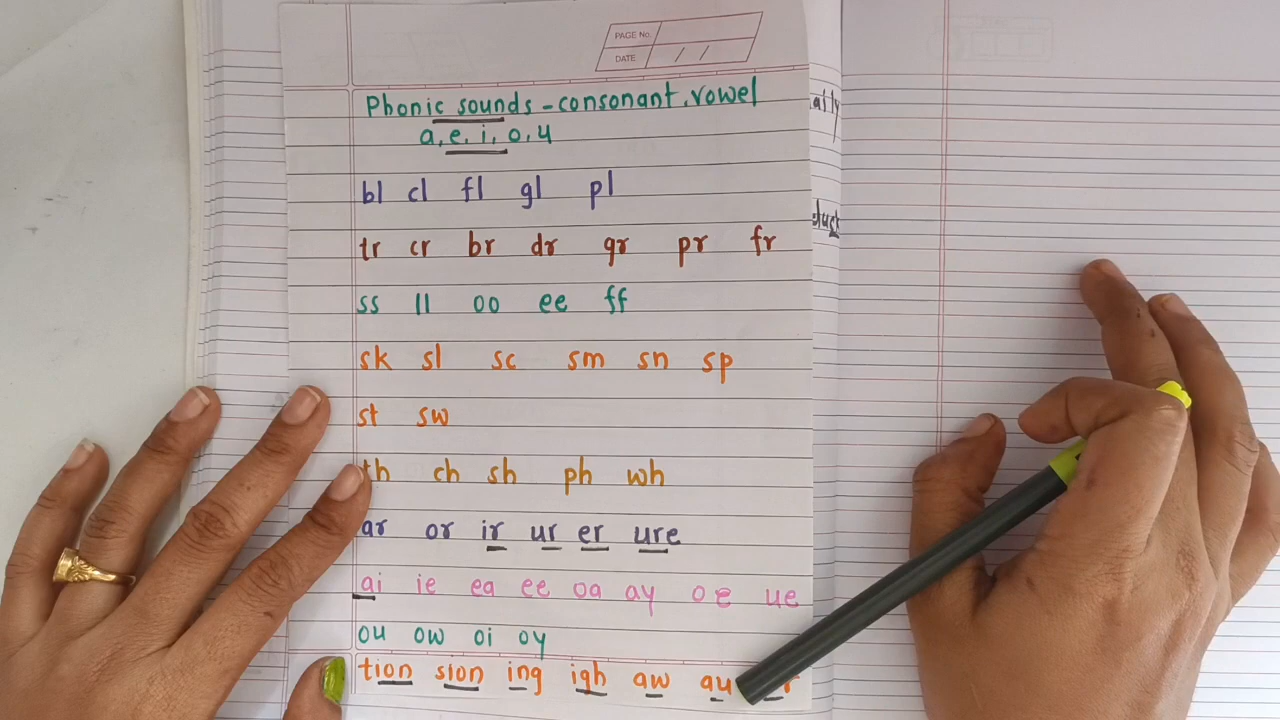 PAGE No.
DATE / /
Phonic sounds - consonant, vowel
a, e, i, o, u
bl cl fl gl pl
tr cr br dr gr pr fr
ss ll oo ee ff
sk sl sc sm sn sp
st sw
th ch sh ph wh
ar or ir ur er ure
ai ie ea ee oa ay oe ue
ou ow oi oy
tion sion ing igh aw au